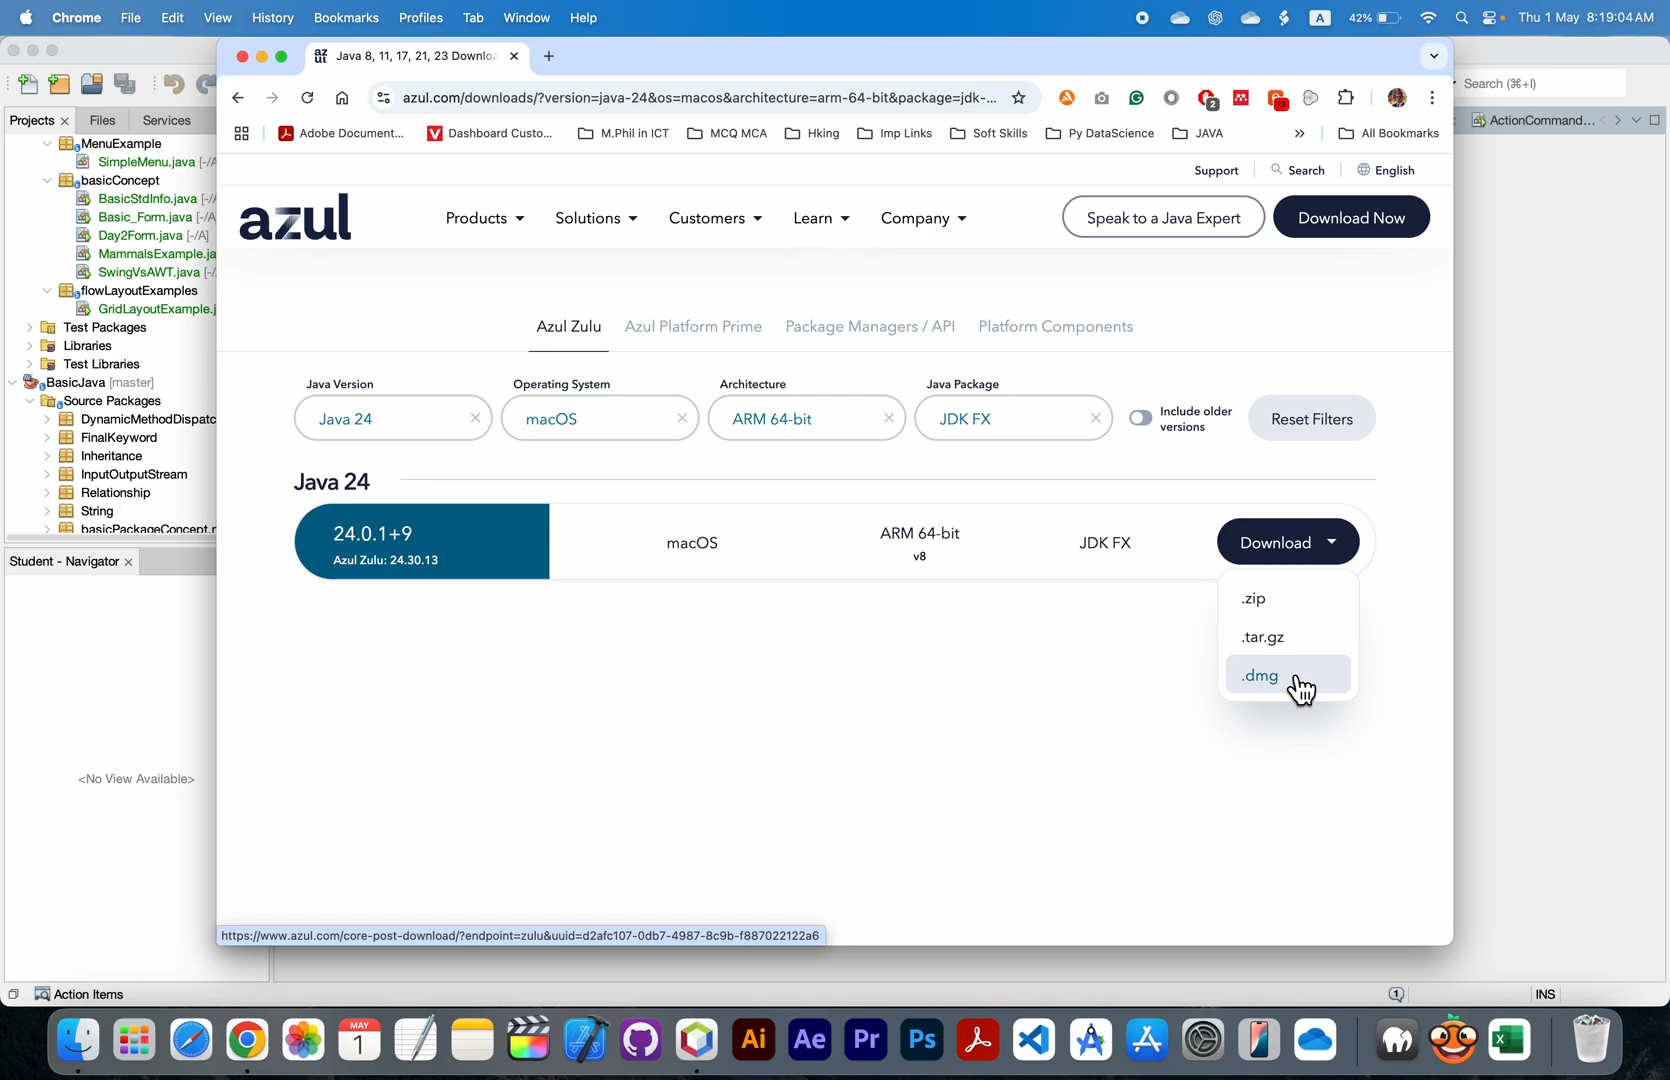 Chrome File Edit View History Bookmarks Profiles Tab Window Help
A 42% Thu 1 May 8:19:04 AM
Java 8, 11, 17, 21, 23 Downloa
azul.com/downloads/?version=java-24&os=macos&architecture=arm-64-bit&package=jdk-...
2 13
Search (⌘+I)
Projects Files Services
ActionCommand...
Adobe Document... Dashboard Custo... M.Phil in ICT MCQ MCA Hking Imp Links Soft Skills Py DataScience JAVA » All Bookmarks
MenuExample
SimpleMenu.java [-/A
basicConcept
BasicStdInfo.java [-/A
Basic_Form.java [-/A
Day2Form.java [-/A]
MammalsExample.ja
SwingVsAWT.java [-/
flowLayoutExamples
GridLayoutExample.j
Test Packages
Libraries
Test Libraries
BasicJava [master]
Source Packages
DynamicMethodDispatc
FinalKeyword
Inheritance
InputOutputStream
Relationship
String
basicPackageConcept.r
Student - Navigator
<No View Available>
Support Search English
azul
Products Solutions Customers Learn Company
Speak to a Java Expert Download Now
Azul Zulu Azul Platform Prime Package Managers / API Platform Components
Java Version Operating System Architecture Java Package
Java 24 macOS ARM 64-bit JDK FX
Include older
versions
Reset Filters
Java 24
24.0.1+9
Azul Zulu: 24.30.13
macOS
ARM 64-bit
v8
JDK FX
Download
.zip
.tar.gz
.dmg
https://www.azul.com/core-post-download/?endpoint=zulu&uuid=d2afc107-0db7-4987-8c9b-f887022122a6
Action Items
1 INS
MAY
1
Ai Ae Pr Ps
X